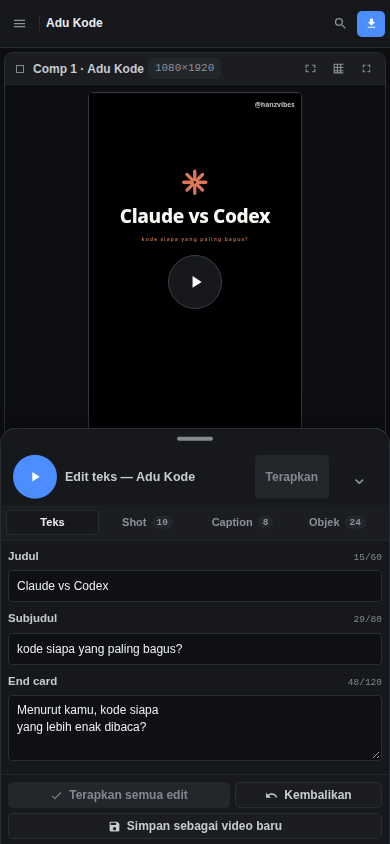 Adu Kode
Comp 1 · Adu Kode 1080×1920
@hanzvibes
Claude vs Codex
kode siapa yang paling bagus?
Edit teks — Adu Kode
Terapkan
Teks
Shot 10
Caption 8
Objek 24
Judul 15/60
Claude vs Codex
Subjudul 29/80
kode siapa yang paling bagus?
End card 48/120
Menurut kamu, kode siapa
yang lebih enak dibaca?
Terapkan semua edit
Kembalikan
Simpan sebagai video baru